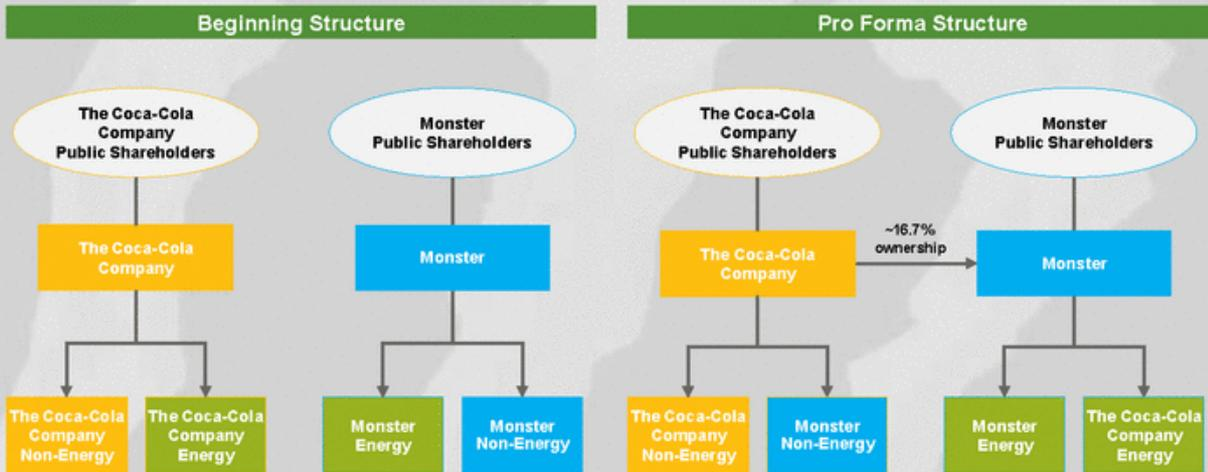 Beginning Structure
The Coca-Cola
Company
Public Shareholders
Monster
Public Shareholders
The Coca-Cola
Company
Monster
The Coca-Cola
Company
Non-Energy
The Coca-Cola
Company
Energy
Monster
Energy
Monster
Non-Energy
Pro Forma Structure
The Coca-Cola
Company
Public Shareholders
Monster
Public Shareholders
The Coca-Cola
Company
~16.7%
ownership
Monster
The Coca-Cola
Company
Non-Energy
Monster
Non-Energy
Monster
Energy
The Coca-Cola
Company
Energy